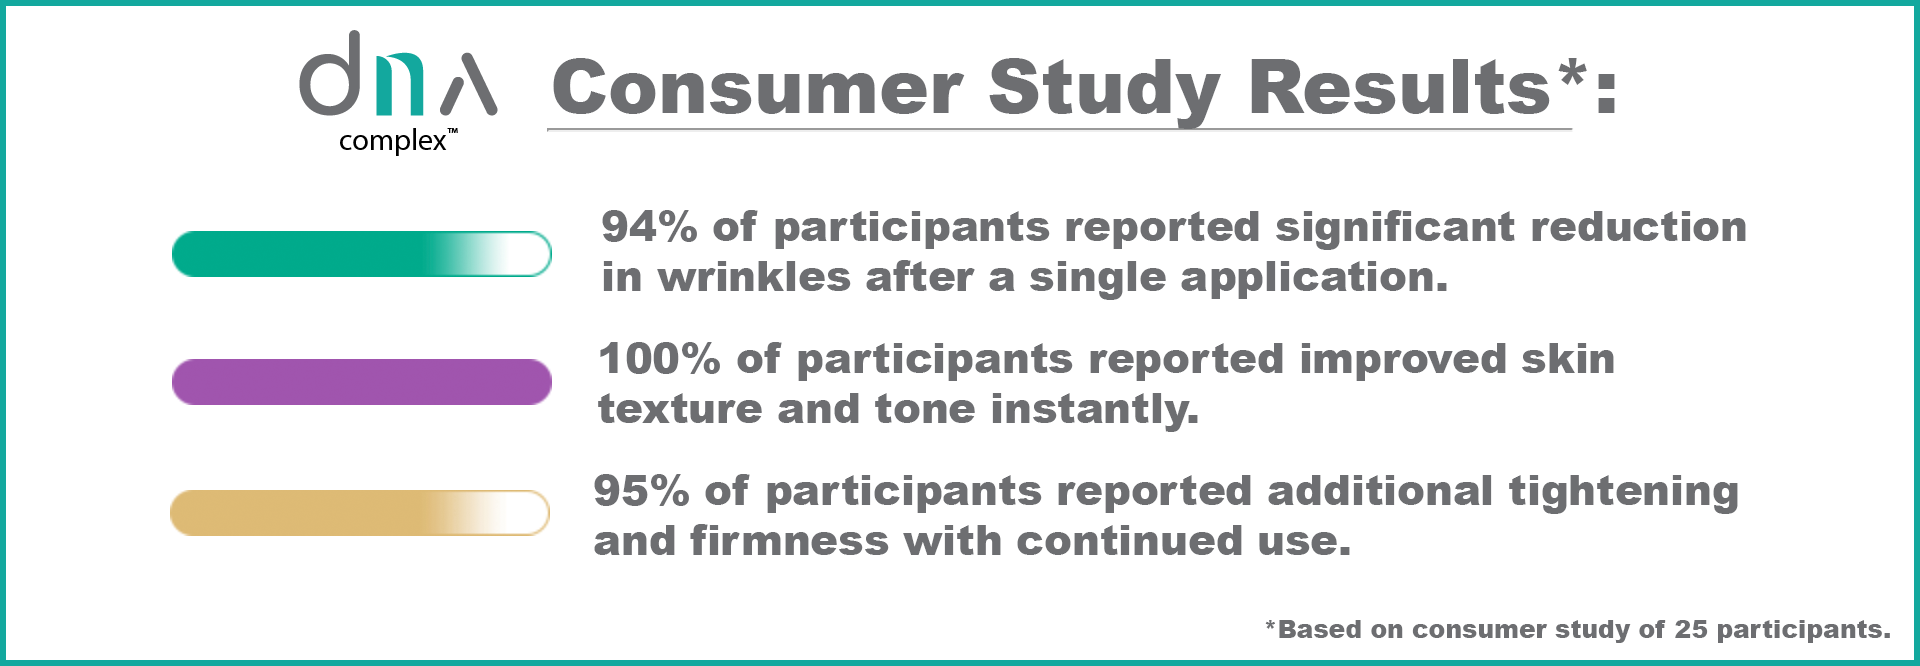 dna
complex™
Consumer Study Results*:
94% of participants reported significant reduction
in wrinkles after a single application.
100% of participants reported improved skin
texture and tone instantly.
95% of participants reported additional tightening
and firmness with continued use.
*Based on consumer study of 25 participants.